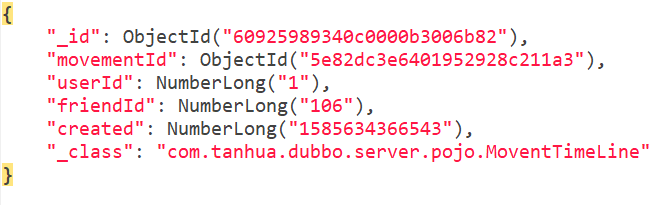 {
"_id": ObjectId("60925989340c0000b3006b82"),
"movementId": ObjectId("5e82dc3e6401952928c211a3"),
"userId": NumberLong("1"),
"friendId": NumberLong("106"),
"created": NumberLong("1585634366543"),
"_class": "com.tanhua.dubbo.server.pojo.MoventTimeLine"
}